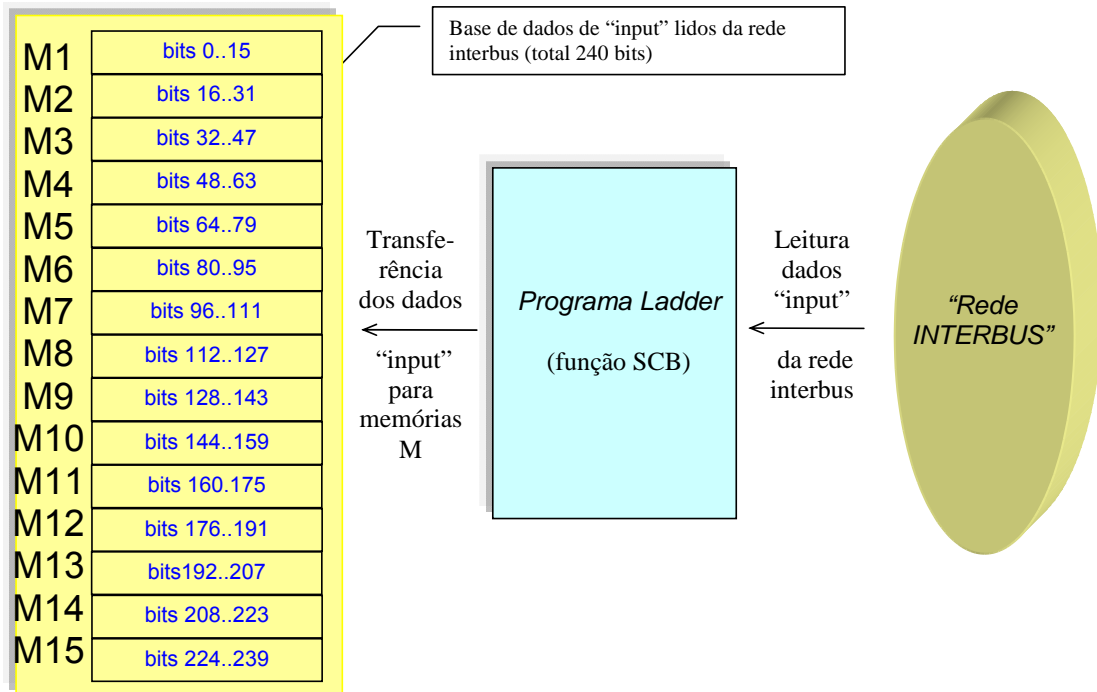 Base de dados de “input” lidos da rede
interbus (total 240 bits)
M1 bits 0..15
M2 bits 16..31
M3 bits 32..47
M4 bits 48..63
M5 bits 64..79
M6 bits 80..95
M7 bits 96..111
M8 bits 112..127
M9 bits 128..143
M10 bits 144..159
M11 bits 160.175
M12 bits 176..191
M13 bits192..207
M14 bits 208..223
M15 bits 224..239
Transfe-
rência
dos dados
“input”
para
memórias
M
Programa Ladder
(função SCB)
Leitura
dados
“input”
da rede
interbus
“Rede
INTERBUS”